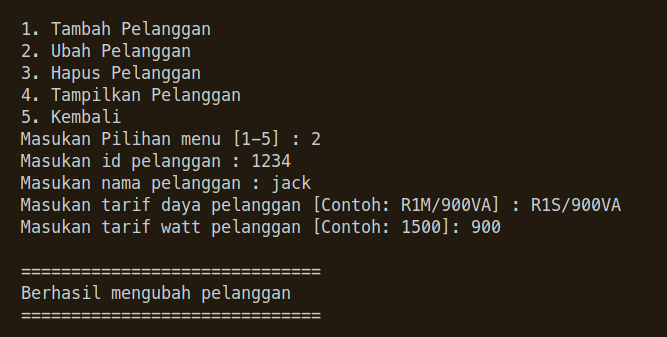 1. Tambah Pelanggan
2. Ubah Pelanggan
3. Hapus Pelanggan
4. Tampilkan Pelanggan
5. Kembali
Masukan Pilihan menu [1-5] : 2
Masukan id pelanggan : 1234
Masukan nama pelanggan : jack
Masukan tarif daya pelanggan [Contoh: R1M/900VA] : R1S/900VA
Masukan tarif watt pelanggan [Contoh: 1500]: 900
==============================
Berhasil mengubah pelanggan
==============================